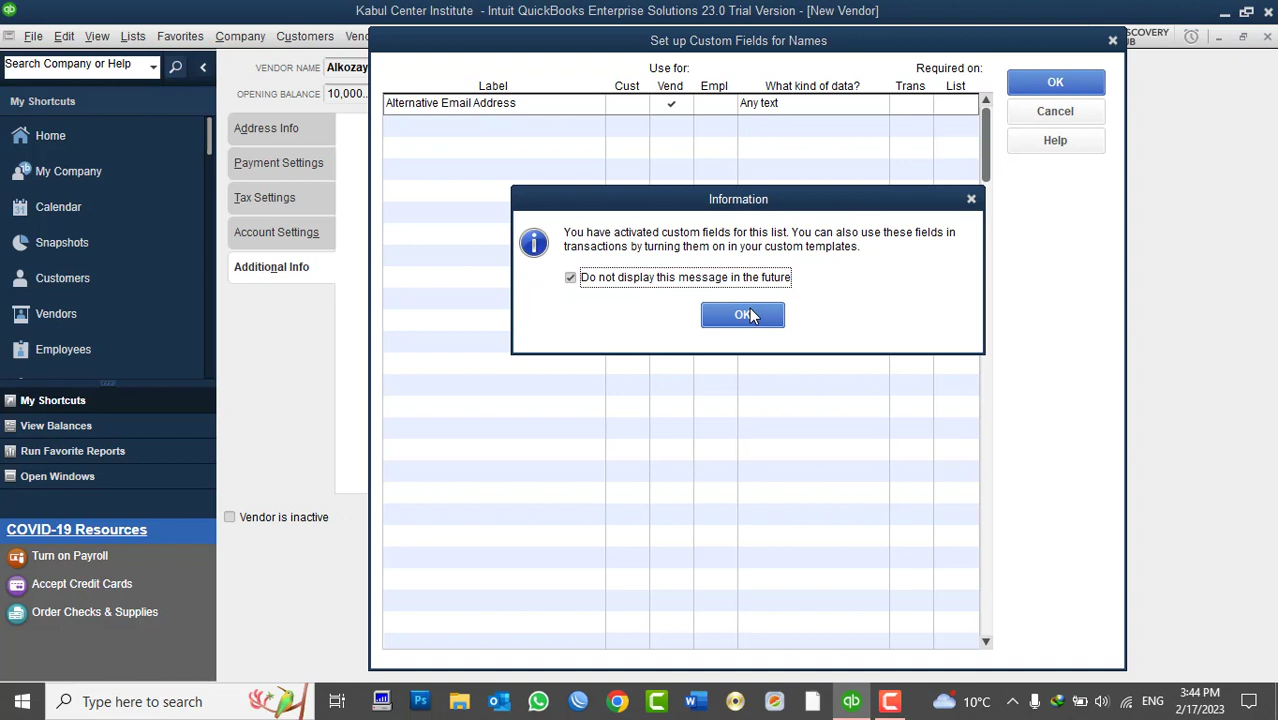 Kabul Center Institute - Intuit QuickBooks Enterprise Solutions 23.0 Trial Version - [New Vendor]
File Edit View Lists Favorites Company Customers
Search Company or Help
My Shortcuts
Home
My Company
Calendar
Snapshots
Customers
Vendors
Employees
My Shortcuts
View Balances
Run Favorite Reports
Open Windows
COVID-19 Resources
Turn on Payroll
Accept Credit Cards
Order Checks & Supplies
VENDOR NAME Alkozay
OPENING BALANCE 10,000..
Address Info
Payment Settings
Tax Settings
Account Settings
Additional Info
Vendor is inactive
Set up Custom Fields for Names
Use for: Required on:
Label Cust Vend Empl What kind of data? Trans List
Alternative Email Address Any text
OK
Cancel
Help
Information
You have activated custom fields for this list. You can also use these fields in
transactions by turning them on in your custom templates.
Do not display this message in the future
OK
Type here to search
10°C
ENG
3:44 PM
2/17/2023